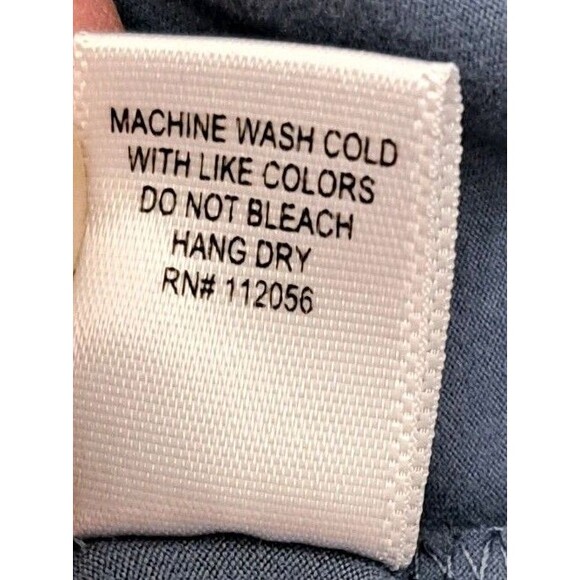 MACHINE WASH COLD
WITH LIKE COLORS
DO NOT BLEACH
HANG DRY
RN# 112056